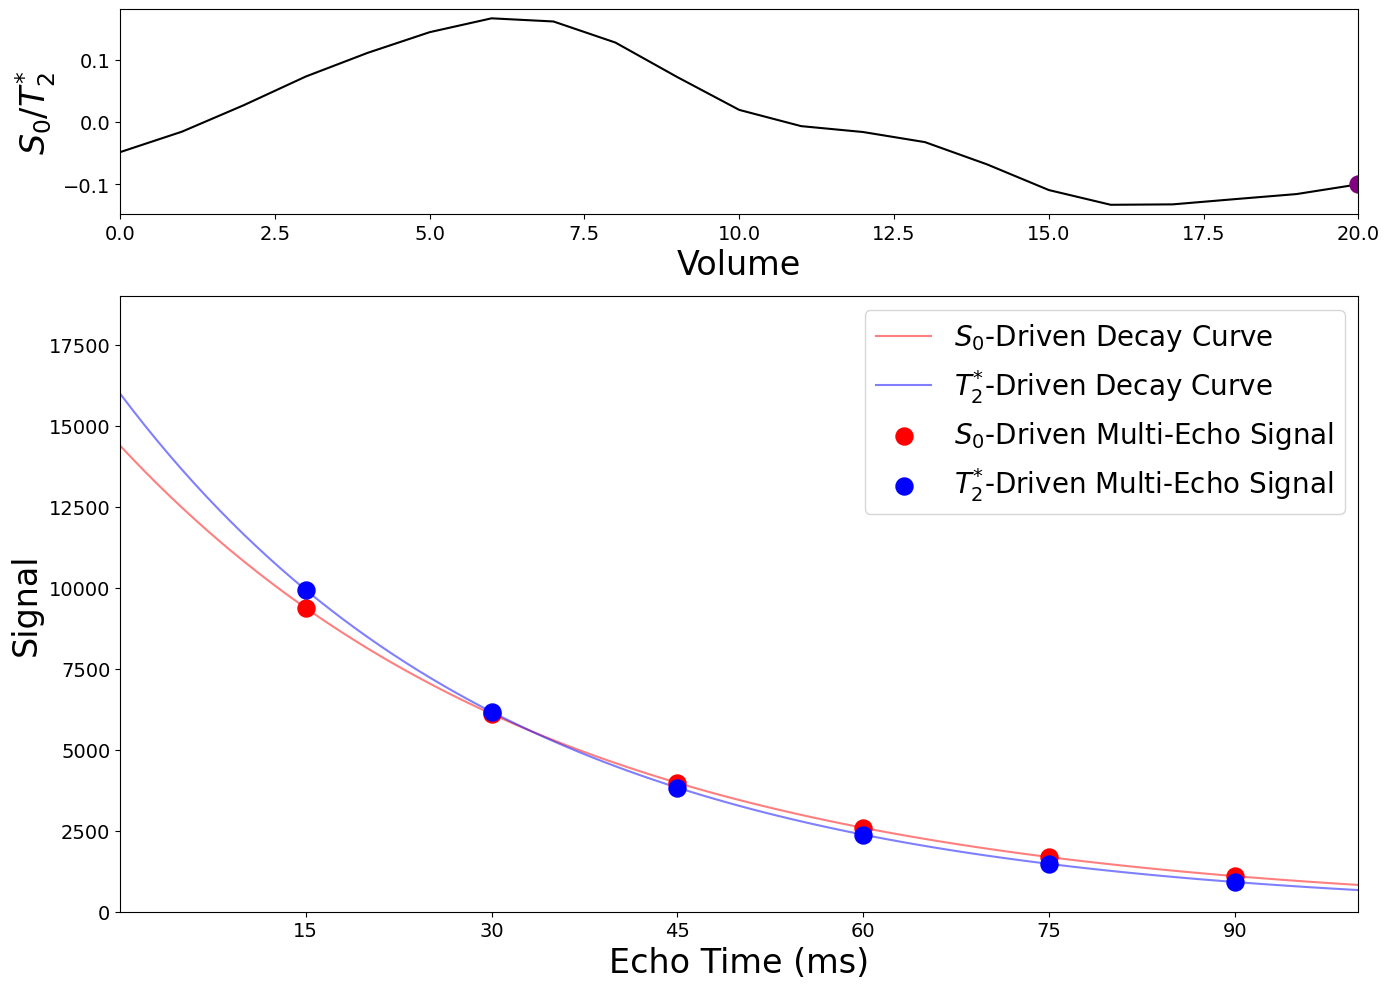 S₀/T₂*
0.1
0.0
−0.1
0.0 2.5 5.0 7.5 10.0 12.5 15.0 17.5 20.0
Volume
S₀-Driven Decay Curve
T₂*-Driven Decay Curve
S₀-Driven Multi-Echo Signal
T₂*-Driven Multi-Echo Signal
Signal
17500
15000
12500
10000
7500
5000
2500
0
15 30 45 60 75 90
Echo Time (ms)